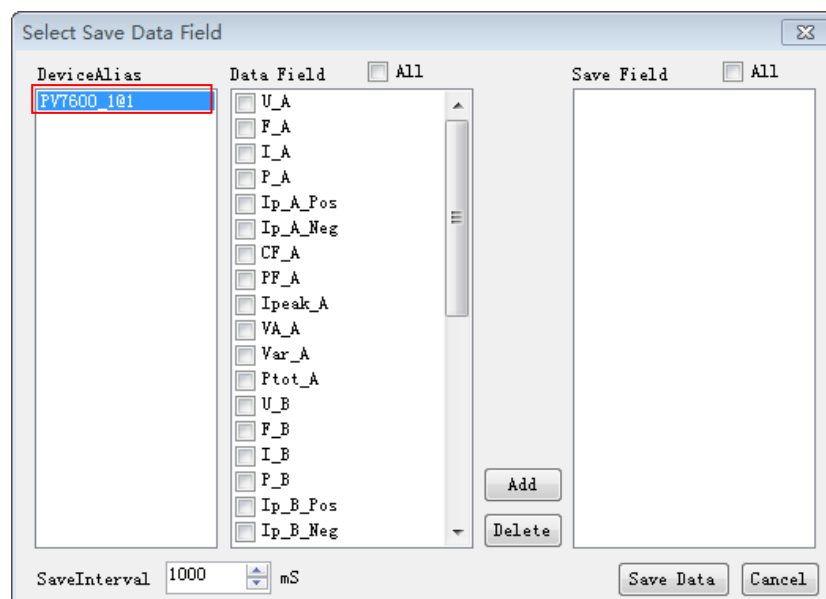 Select Save Data Field
DeviceAlias
PV7600_1@1
Data Field
All
U_A
F_A
I_A
P_A
Ip_A_Pos
Ip_A_Neg
CF_A
PF_A
Ipeak_A
VA_A
Var_A
Ptot_A
U_B
F_B
I_B
P_B
Ip_B_Pos
Ip_B_Neg
Add
Delete
Save Field
All
SaveInterval 1000 mS
Save Data
Cancel